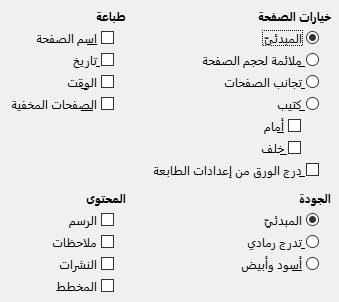 خيارات الصفحة
المبدئيّ
ملائمة لحجم الصفحة
تجانب الصفحات
كتيب
أمام
خلف
درج الورق من إعدادات الطابعة
طباعة
اسم الصفحة
تاريخ
الوقت
الصفحات المخفية
الجودة
المبدئيّ
تدرج رمادي
أسود وأبيض
المحتوى
الرسم
ملاحظات
النشرات
المخطط